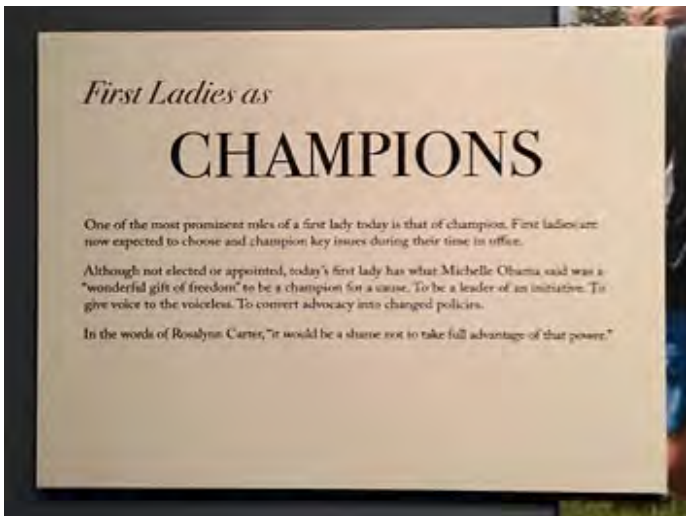 First Ladies as
CHAMPIONS
One of the most prominent roles of a first lady today is that of champion. First ladies are
now expected to choose and champion key issues during their time in office.
Although not elected or appointed, today's first lady has what Michelle Obama said was a
"wonderful gift of freedom" to be a champion for a cause. To be a leader of an initiative. To
give voice to the voiceless. To convert advocacy into changed policies.
In the words of Rosalynn Carter, "it would be a shame not to take full advantage of that power."